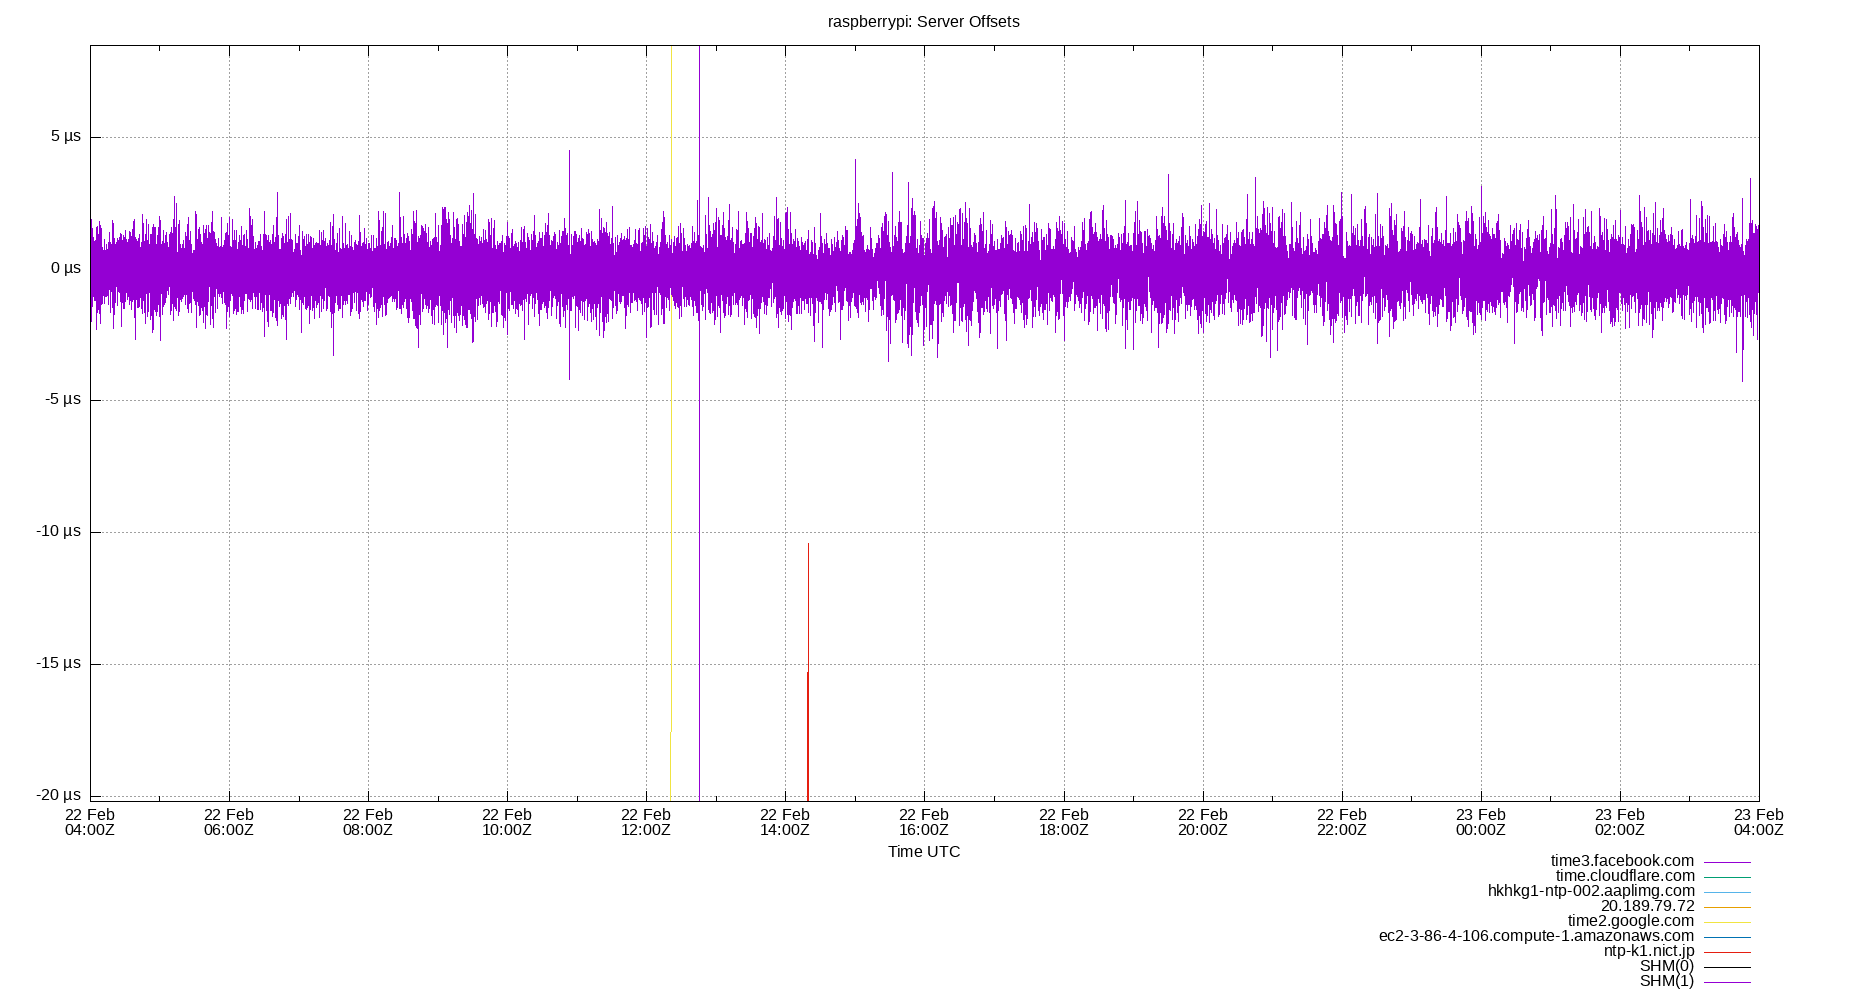 raspberrypi: Server Offsets
5 µs
0 µs
-5 µs
-10 µs
-15 µs
-20 µs
22 Feb 22 Feb 22 Feb 22 Feb 22 Feb 22 Feb 22 Feb 22 Feb 22 Feb 22 Feb 23 Feb 23 Feb 23 Feb
04:00Z 06:00Z 08:00Z 10:00Z 12:00Z 14:00Z 16:00Z 18:00Z 20:00Z 22:00Z 00:00Z 02:00Z 04:00Z
Time UTC
time3.facebook.com
time.cloudflare.com
hkhkg1-ntp-002.aaplimg.com
20.189.79.72
time2.google.com
ec2-3-86-4-106.compute-1.amazonaws.com
ntp-k1.nict.jp
SHM(0)
SHM(1)